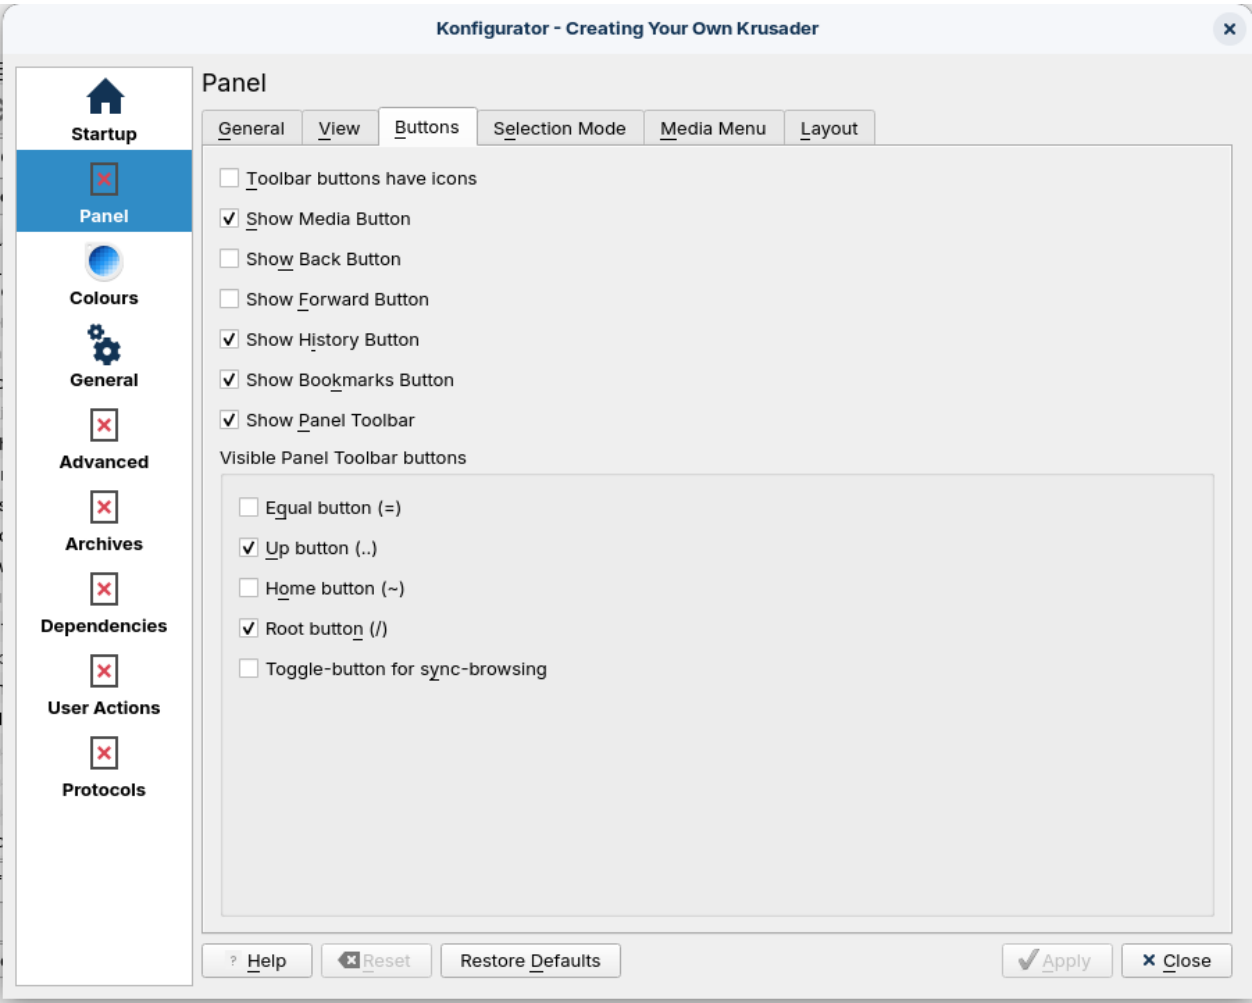 Konfigurator - Creating Your Own Krusader
Startup
Panel
Colours
General
Advanced
Archives
Dependencies
User Actions
Protocols
Panel
General View Buttons Selection Mode Media Menu Layout
Toolbar buttons have icons
Show Media Button
Show Back Button
Show Forward Button
Show History Button
Show Bookmarks Button
Show Panel Toolbar
Visible Panel Toolbar buttons
Equal button (=)
Up button (..)
Home button (~)
Root button (/)
Toggle-button for sync-browsing
? Help Reset Restore Defaults Apply Close